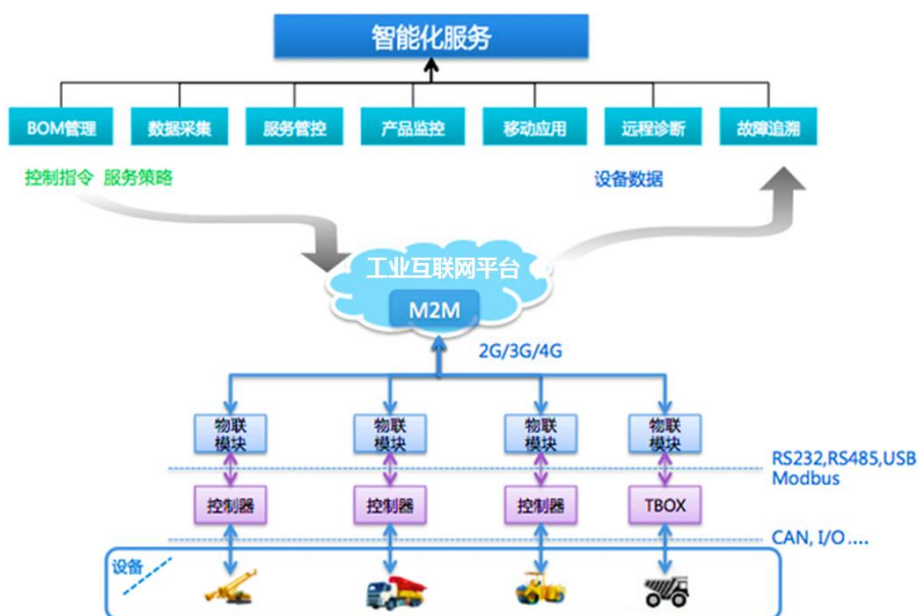 智能化服务
BOM管理
数据采集
服务管控
产品监控
移动应用
远程诊断
故障追溯
控制指令 服务策略
设备数据
工业互联网平台
M2M
2G/3G/4G
物联
模块
物联
模块
物联
模块
物联
模块
RS232,RS485,USB
Modbus
控制器
控制器
控制器
TBOX
CAN, I/O ....
设备